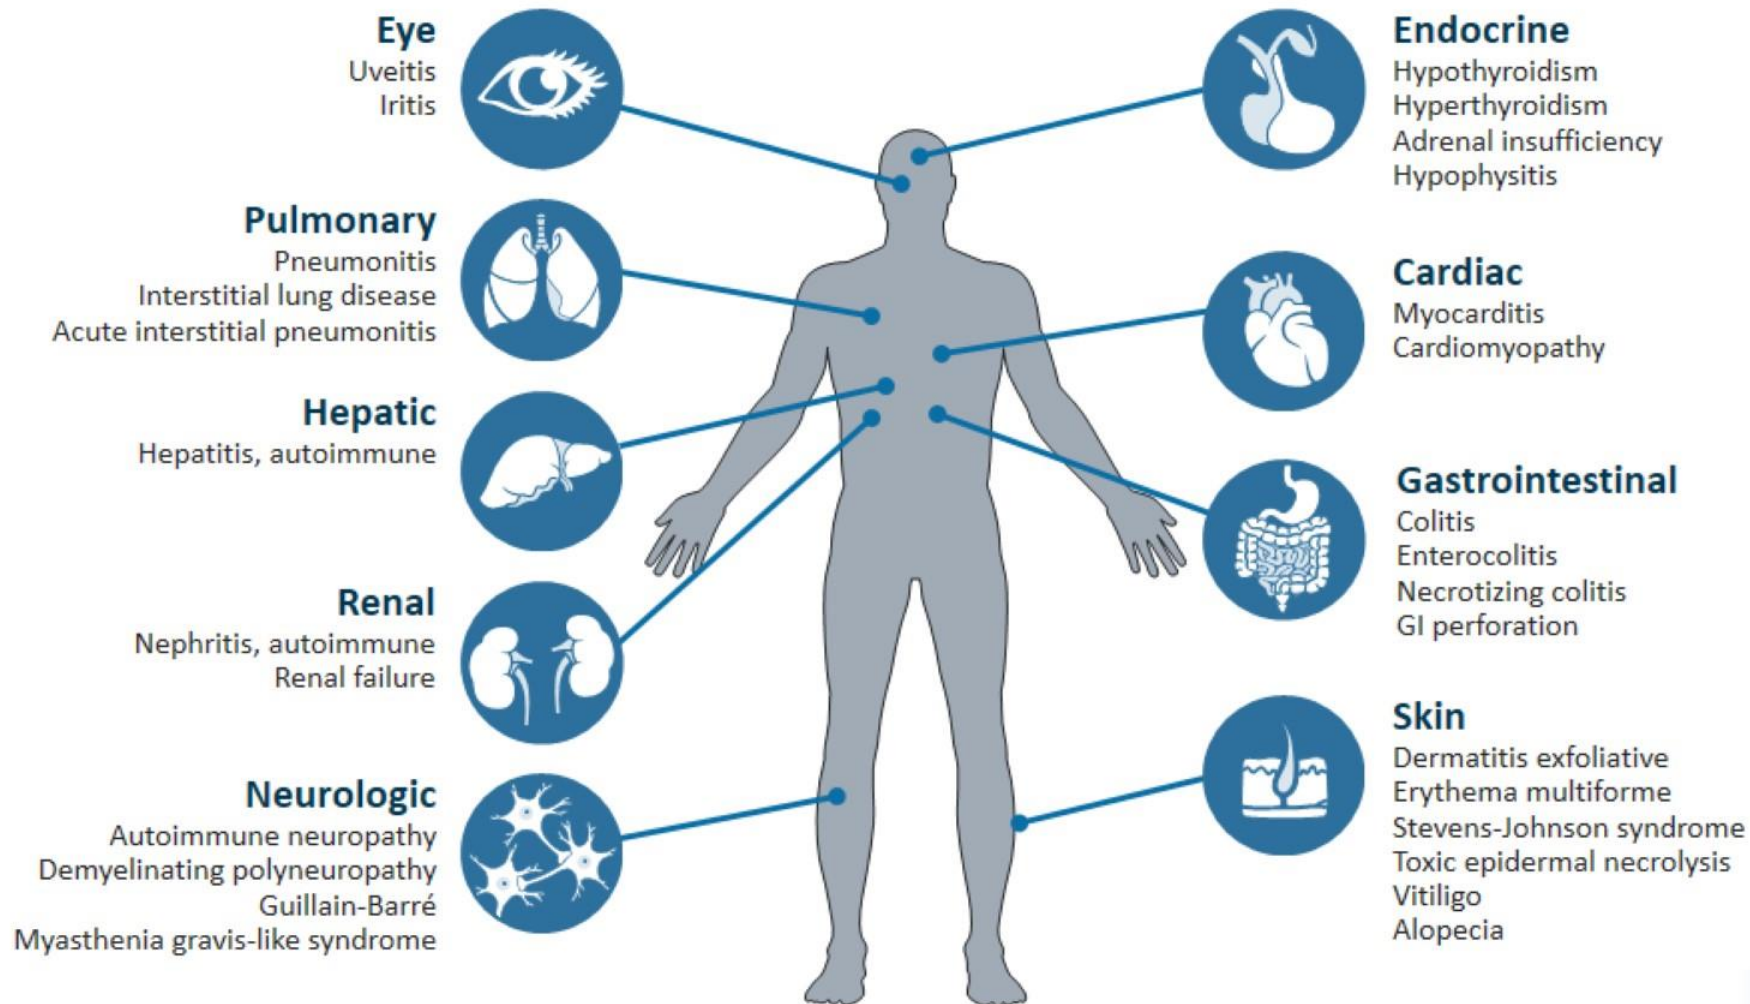 Eye
Uveitis
Iritis
Pulmonary
Pneumonitis
Interstitial lung disease
Acute interstitial pneumonitis
Hepatic
Hepatitis, autoimmune
Renal
Nephritis, autoimmune
Renal failure
Neurologic
Autoimmune neuropathy
Demyelinating polyneuropathy
Guillain-Barré
Myasthenia gravis-like syndrome
Endocrine
Hypothyroidism
Hyperthyroidism
Adrenal insufficiency
Hypophysitis
Cardiac
Myocarditis
Cardiomyopathy
Gastrointestinal
Colitis
Enterocolitis
Necrotizing colitis
GI perforation
Skin
Dermatitis exfoliative
Erythema multiforme
Stevens-Johnson syndrome
Toxic epidermal necrolysis
Vitiligo
Alopecia